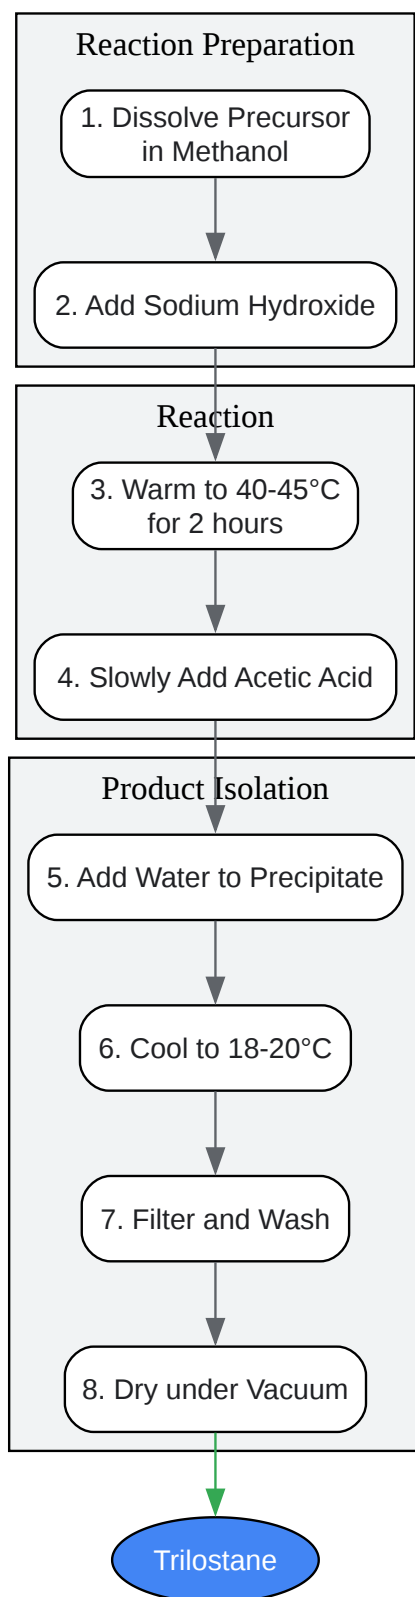 Reaction Preparation
1. Dissolve Precursor
in Methanol
2. Add Sodium Hydroxide
Reaction
3. Warm to 40-45°C
for 2 hours
4. Slowly Add Acetic Acid
Product Isolation
5. Add Water to Precipitate
6. Cool to 18-20°C
7. Filter and Wash
8. Dry under Vacuum
Trilostane